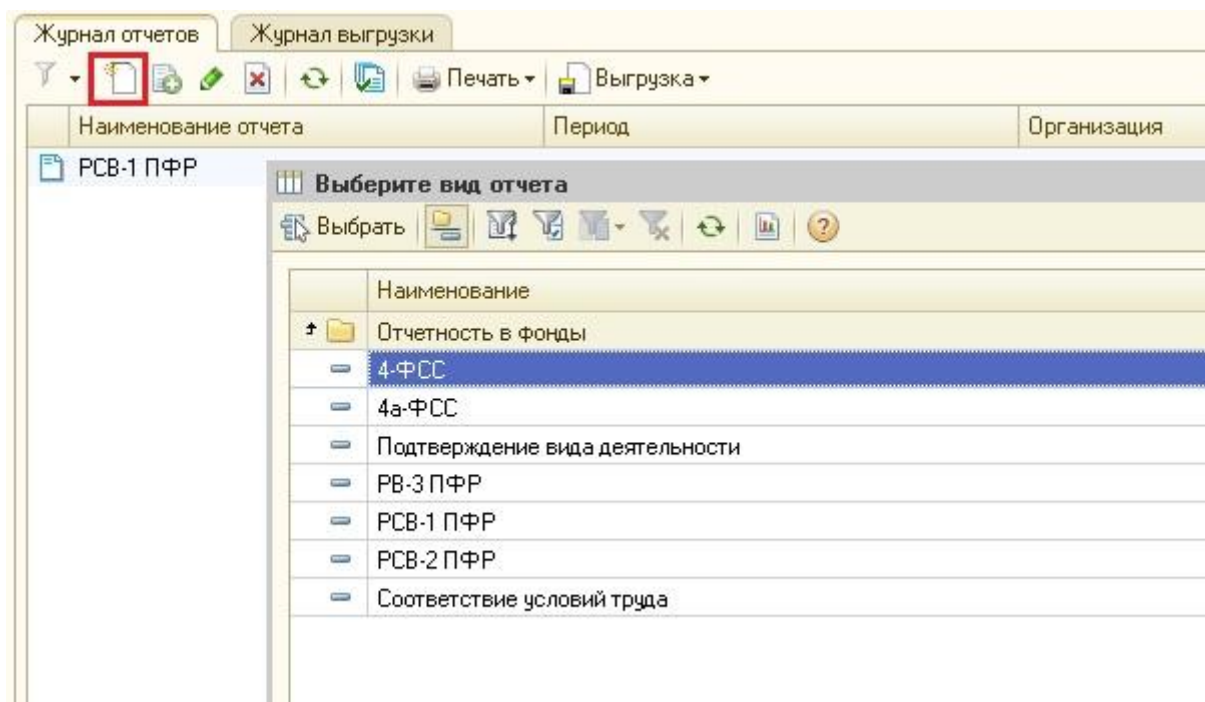 Журнал отчетов Журнал выгрузки
Печать Выгрузка
Наименование отчета Период Организация
РСВ-1 ПФР
Выберите вид отчета
Выбрать
Наименование
Отчетность в фонды
4-ФСС
4а-ФСС
Подтверждение вида деятельности
РВ-3 ПФР
РСВ-1 ПФР
РСВ-2 ПФР
Соответствие условий труда